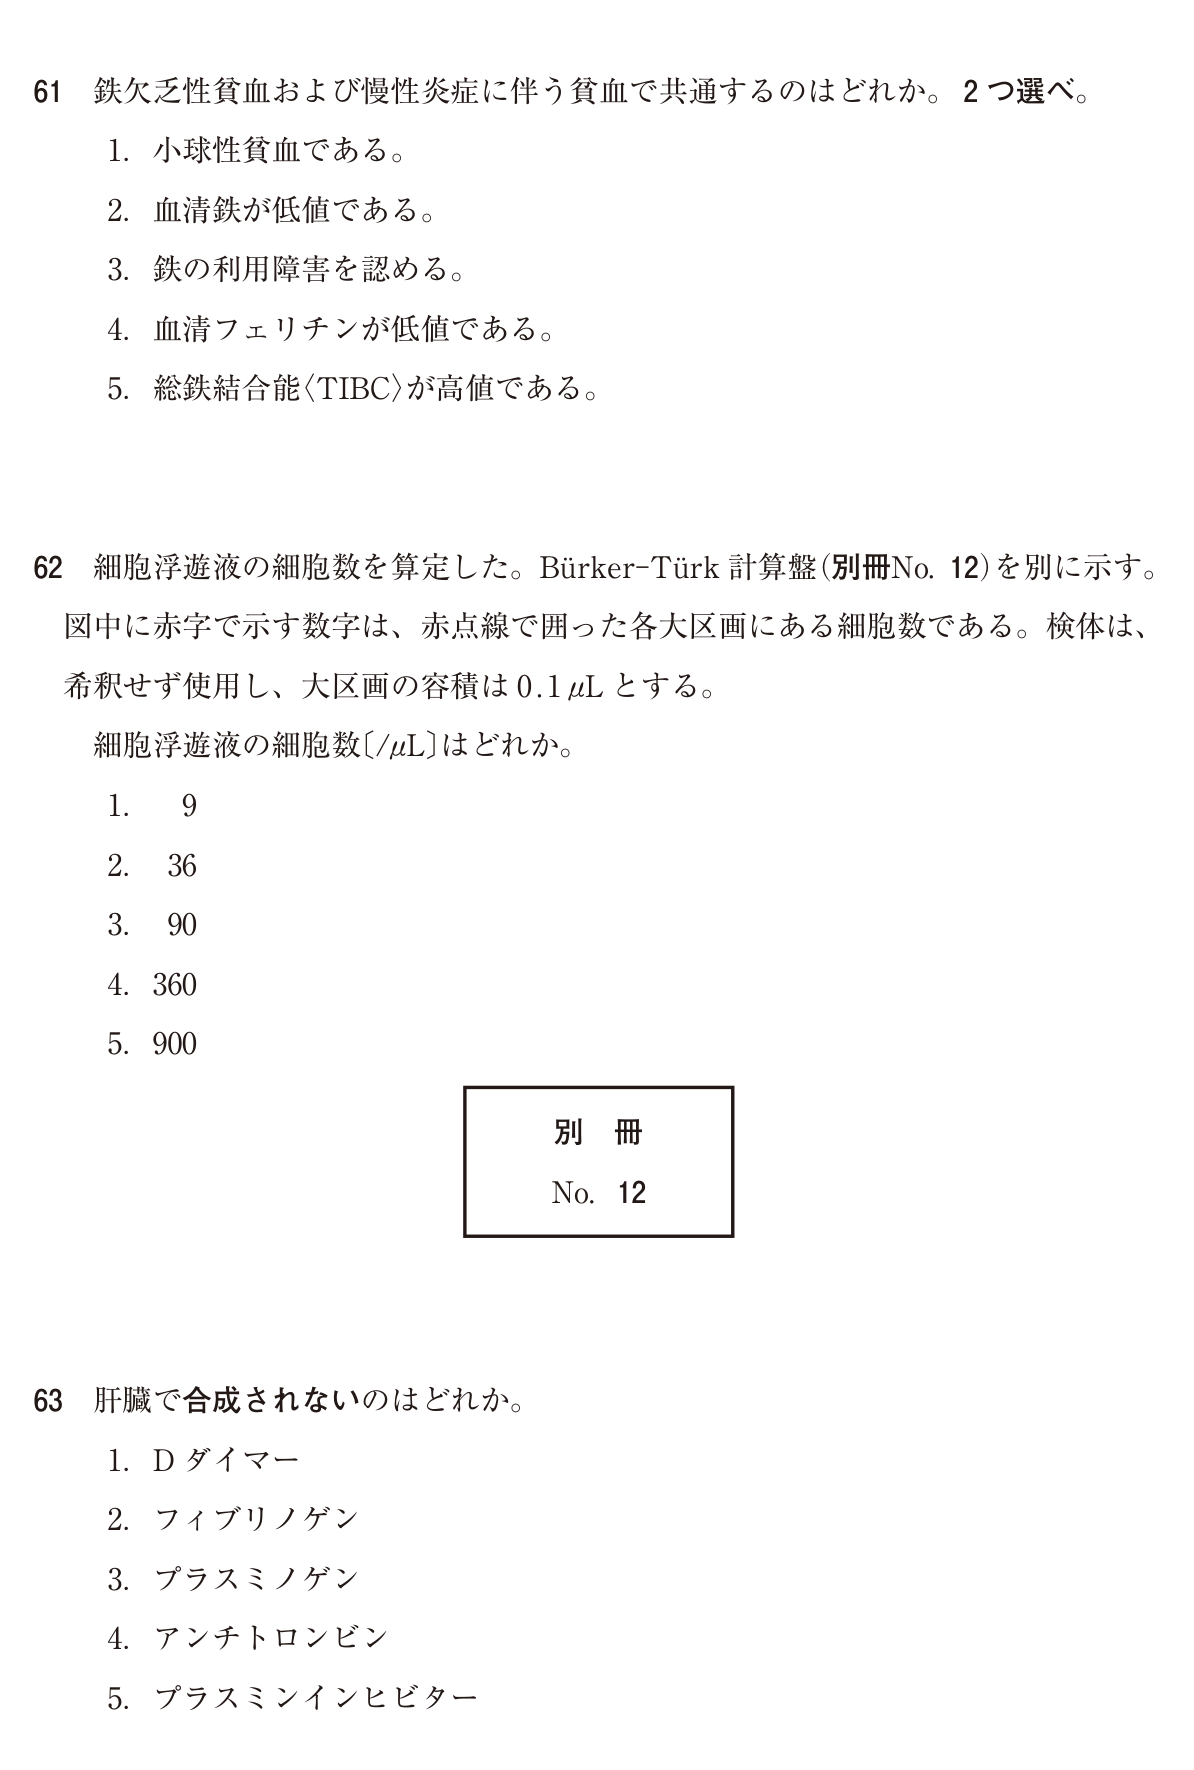 61 鉄欠乏性貧血および慢性炎症に伴う貧血で共通するのはどれか。2つ選べ。
1. 小球性貧血である。
2. 血清鉄が低値である。
3. 鉄の利用障害を認める。
4. 血清フェリチンが低値である。
5. 総鉄結合能〈TIBC〉が高値である。
62 細胞浮遊液の細胞数を算定した。Bürker-Türk 計算盤(別冊No. 12)を別に示す。
図中に赤字で示す数字は、赤点線で囲った各大区画にある細胞数である。検体は、
希釈せず使用し、大区画の容積は 0.1 μL とする。
細胞浮遊液の細胞数〔/μL〕はどれか。
1. 9
2. 36
3. 90
4. 360
5. 900
別 冊
No. 12
63 肝臓で合成されないのはどれか。
1. D ダイマー
2. フィブリノゲン
3. プラスミノゲン
4. アンチトロンビン
5. プラスミンインヒビター